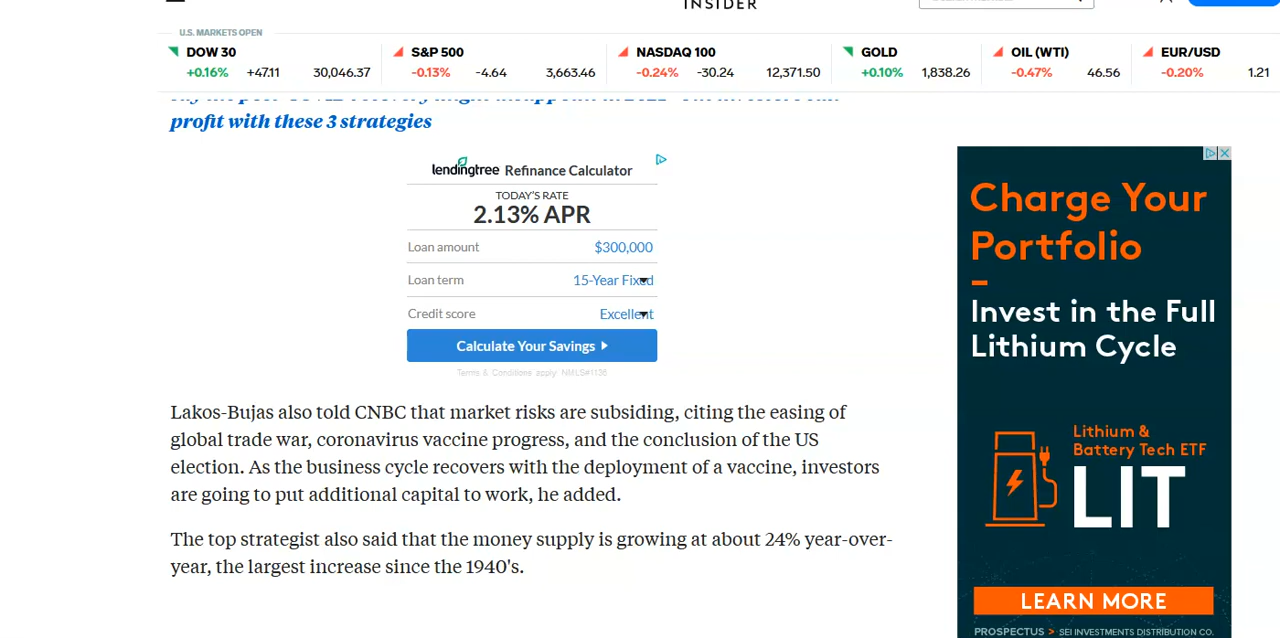 INSIDER
U.S. MARKETS OPEN
DOW 30
+0.16% +47.11 30,046.37
S&P 500
-0.13% -4.64 3,663.46
NASDAQ 100
-0.24% -30.24 12,371.50
GOLD
+0.10% 1,838.26
OIL (WTI)
-0.47% 46.56
EUR/USD
-0.20% 1.21
profit with these 3 strategies
lendingtree Refinance Calculator
TODAY'S RATE
2.13% APR
Loan amount $300,000
Loan term 15-Year Fixed
Credit score Excellent
Calculate Your Savings
Terms & Conditions apply. NMLS#1136
Lakos-Bujas also told CNBC that market risks are subsiding, citing the easing of
global trade war, coronavirus vaccine progress, and the conclusion of the US
election. As the business cycle recovers with the deployment of a vaccine, investors
are going to put additional capital to work, he added.
The top strategist also said that the money supply is growing at about 24% year-over-
year, the largest increase since the 1940's.
Charge Your
Portfolio
Invest in the Full
Lithium Cycle
Lithium &
Battery Tech ETF
LIT
LEARN MORE
PROSPECTUS > SEI INVESTMENTS DISTRIBUTION CO.